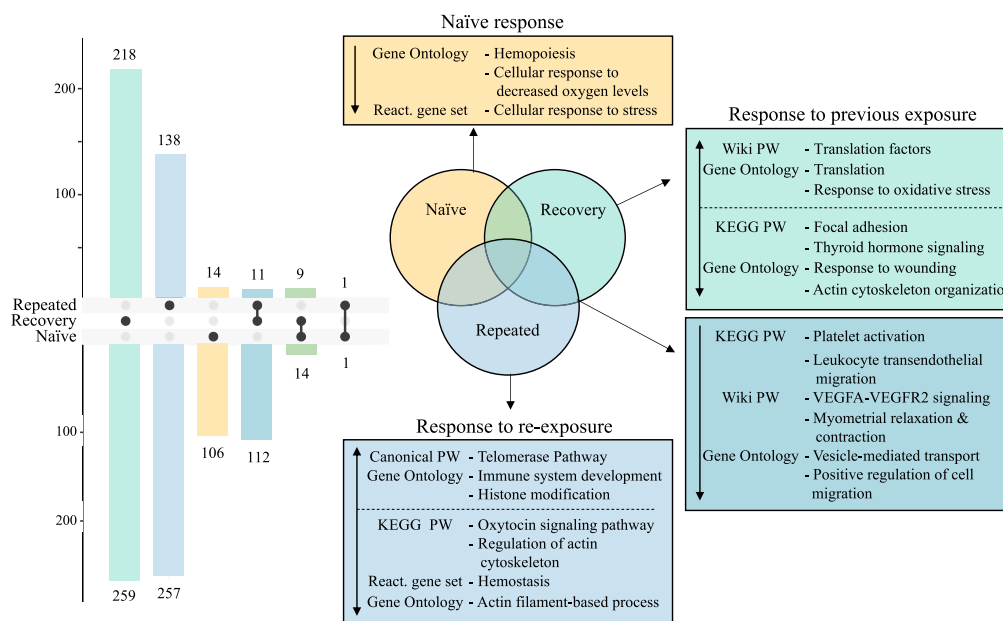 Naïve response
Gene Ontology - Hemopoiesis
- Cellular response to
decreased oxygen levels
React. gene set - Cellular response to stress
218
138
14
11
9
1
200
100
Repeated
Recovery
Naïve
100
200
259
257
106
112
14
1
Naïve
Recovery
Repeated
Response to previous exposure
Wiki PW - Translation factors
Gene Ontology - Translation
- Response to oxidative stress
KEGG PW - Focal adhesion
- Thyroid hormone signaling
Gene Ontology - Response to wounding
- Actin cytoskeleton organizatio
KEGG PW - Platelet activation
- Leukocyte transendothelial
migration
Wiki PW - VEGFA-VEGFR2 signaling
- Myometrial relaxation &
contraction
Gene Ontology - Vesicle-mediated transport
- Positive regulation of cell
migration
Response to re-exposure
Canonical PW - Telomerase Pathway
Gene Ontology - Immune system development
- Histone modification
KEGG PW - Oxytocin signaling pathway
- Regulation of actin
cytoskeleton
React. gene set - Hemostasis
Gene Ontology - Actin filament-based process